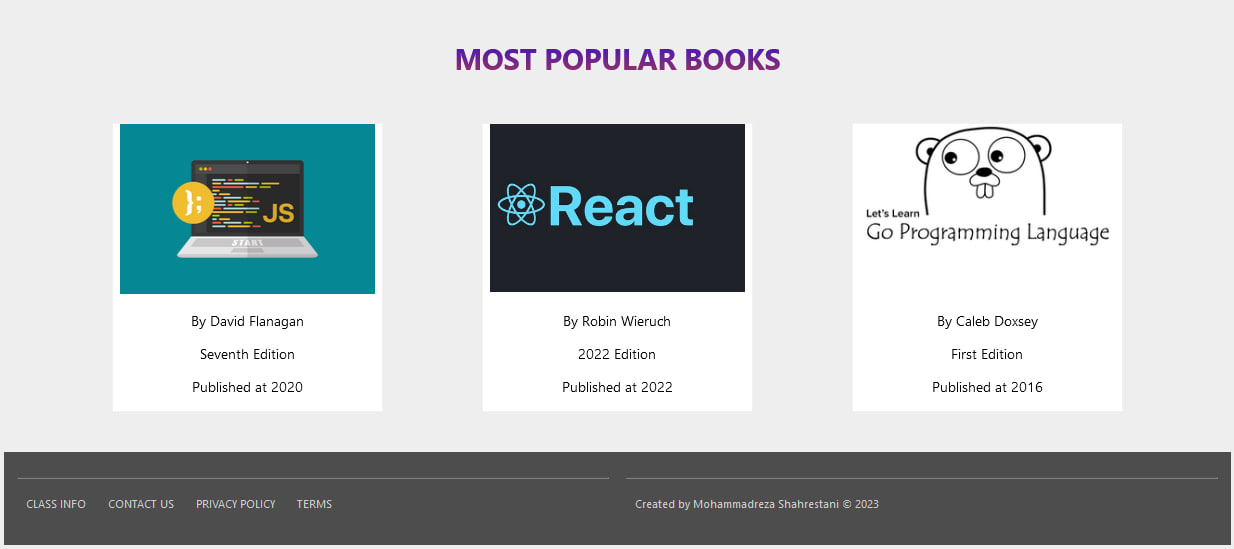 MOST POPULAR BOOKS
};
JS
START
React
Let's Learn
Go Programming Language
By David Flanagan
Seventh Edition
Published at 2020
By Robin Wieruch
2022 Edition
Published at 2022
By Caleb Doxsey
First Edition
Published at 2016
CLASS INFO CONTACT US PRIVACY POLICY TERMS
Created by Mohammadreza Shahrestani © 2023